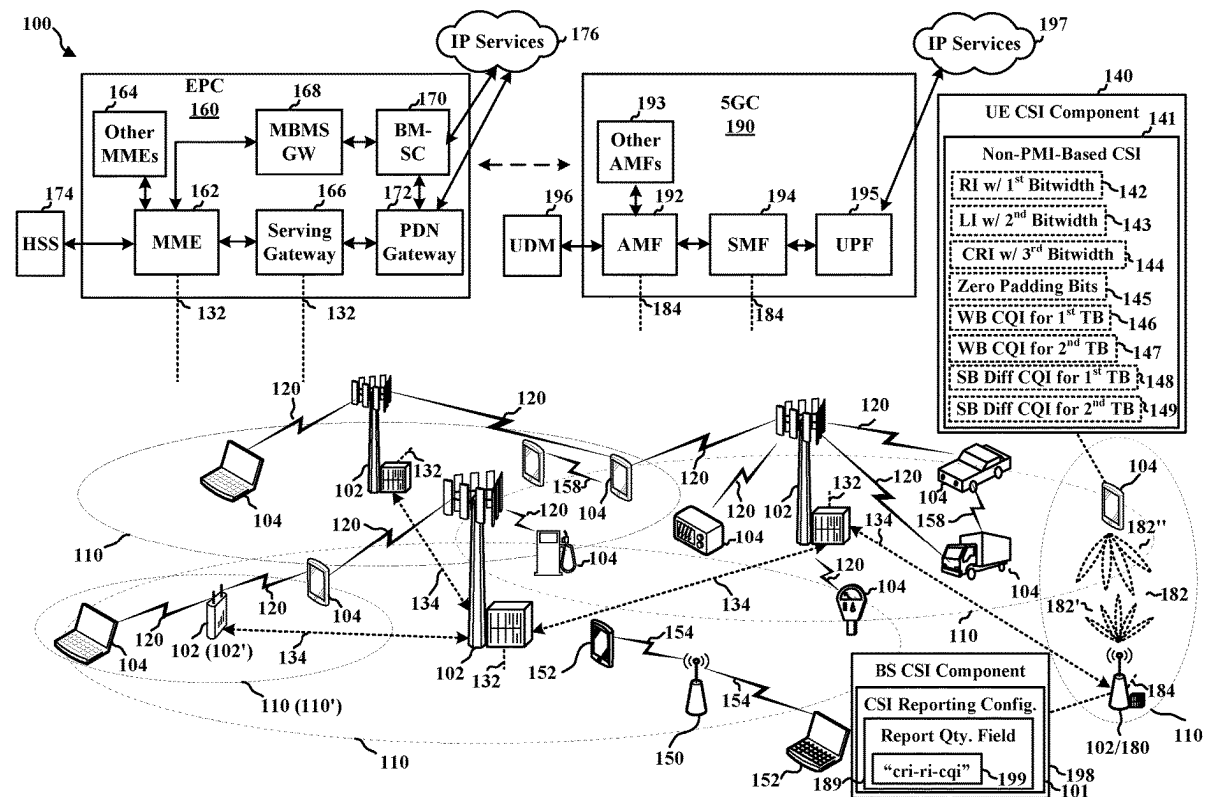 100
IP Services
176
IP Services
197
EPC
160
164
Other
MMEs
168
MBMS
GW
170
BM-
SC
5GC
190
193
Other
AMFs
140
UE CSI Component
141
Non-PMI-Based CSI
RI w/ 1st Bitwidth
142
LI w/ 2nd Bitwidth
143
CRI w/ 3rd Bitwidth
144
Zero Padding Bits
145
WB CQI for 1st TB
146
WB CQI for 2nd TB
147
SB Diff CQI for 1st TB
148
SB Diff CQI for 2nd TB
149
174
HSS
162
MME
166
Serving
Gateway
172
PDN
Gateway
196
UDM
192
AMF
194
SMF
195
UPF
132
132
184
184
120
120
120
120
120
120
104
102
132
158
104
102
132
104
104
158
182''
120
120
104
104
134
104
110
104
134
120
104
182'
182
120
120
104
102 (102')
134
102
132
134
110
110 (110')
110
152
154
154
150
152
BS CSI Component
CSI Reporting Config.
Report Qty. Field
"cri-ri-cqi"
199
189
198
101
184
102/180
110